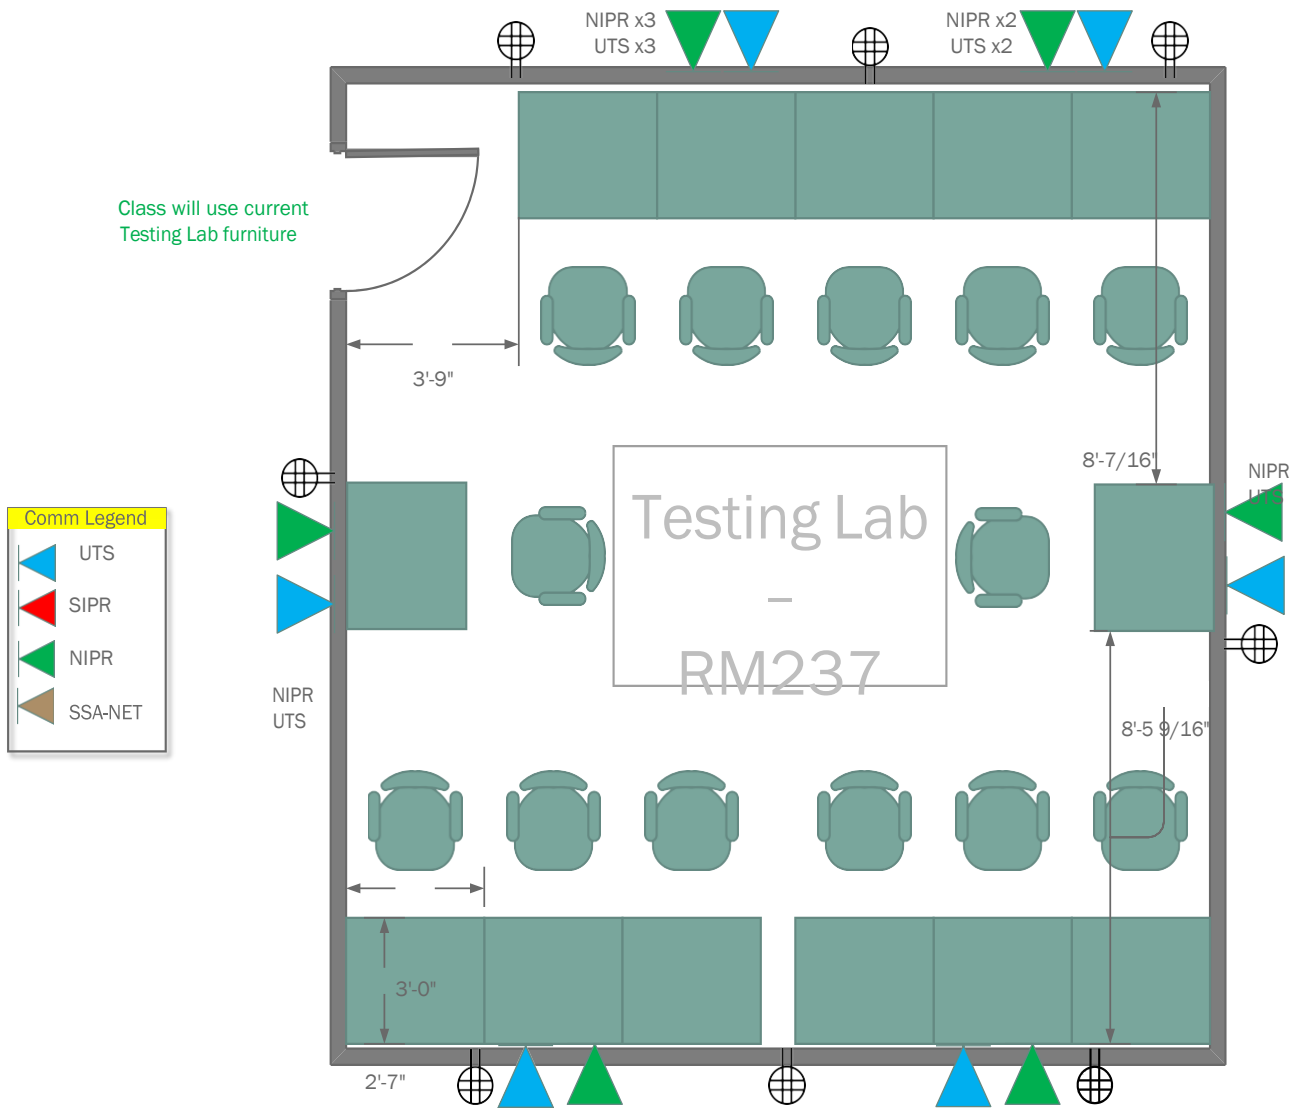 NIPR x3
UTS x3
NIPR x2
UTS x2
Class will use current
Testing Lab furniture
3'-9"
8'-7/16"
NIPR
UTS
Testing Lab
–
RM237
Comm Legend
UTS
SIPR
NIPR
SSA-NET
NIPR
UTS
8'-5 9/16"
3'-0"
2'-7"